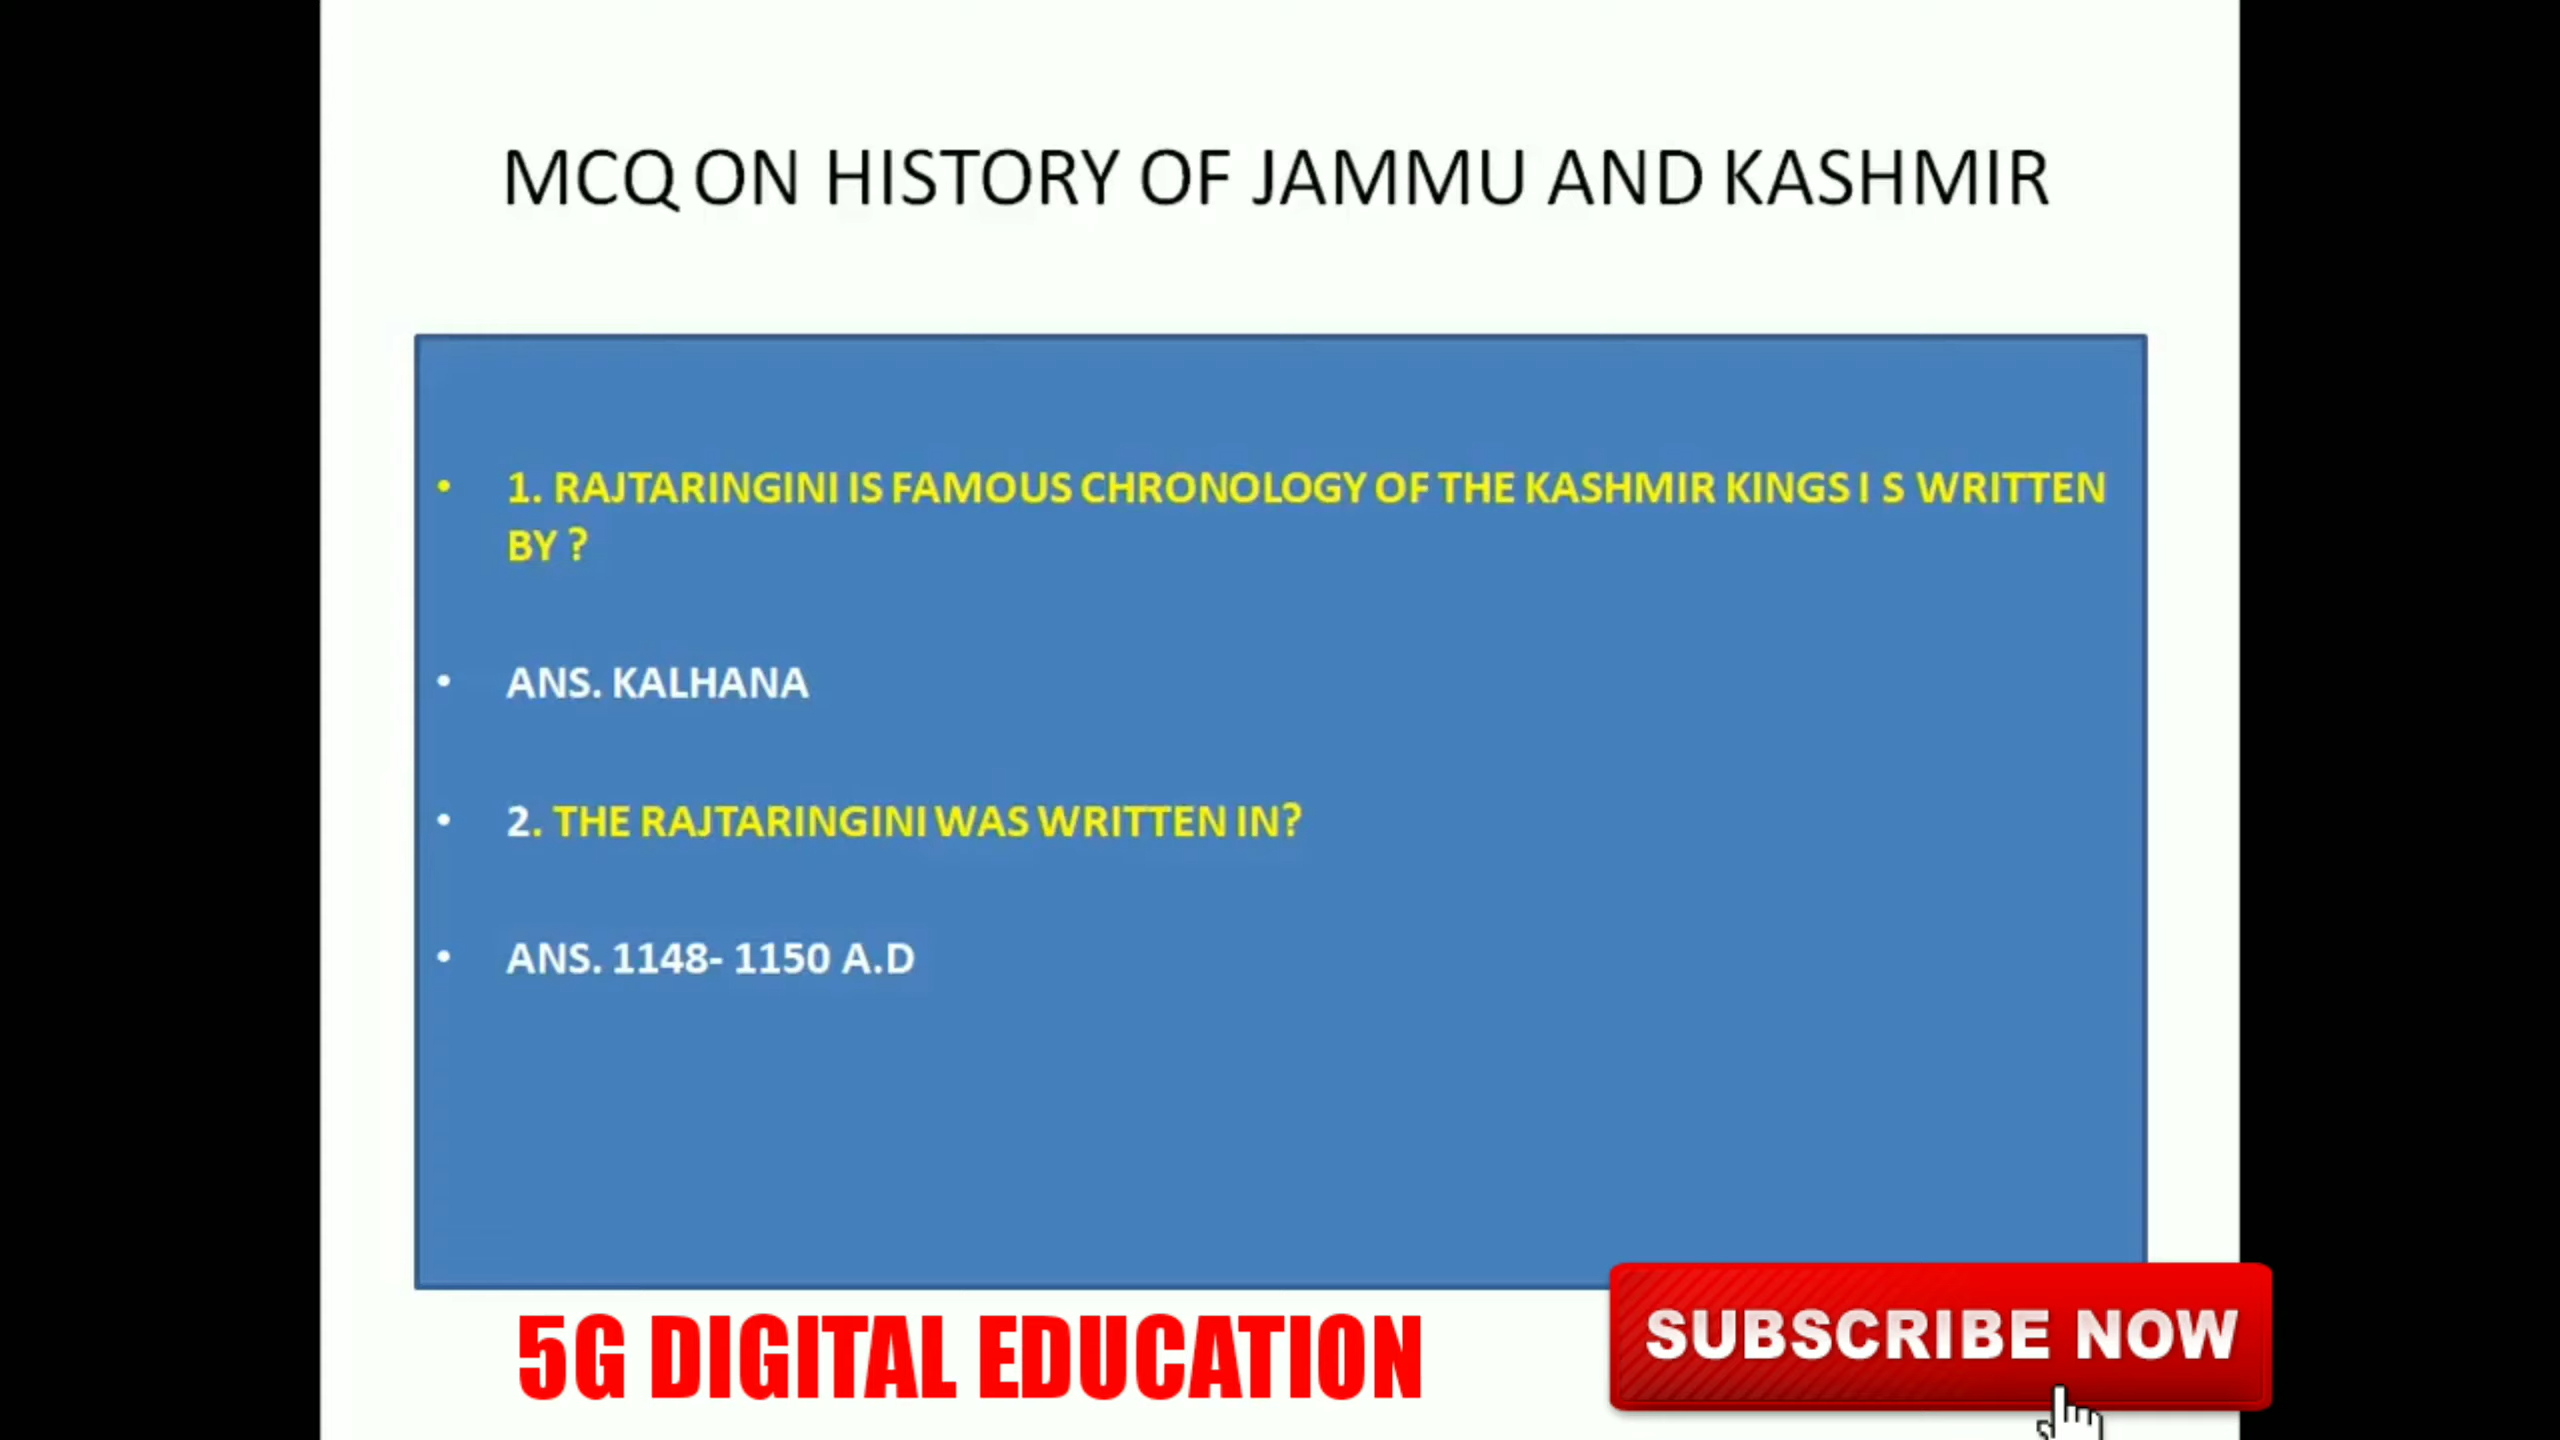 MCQ ON HISTORY OF JAMMU AND KASHMIR
• 1. RAJTARINGINI IS FAMOUS CHRONOLOGY OF THE KASHMIR KINGS I S WRITTEN
BY ?
• ANS. KALHANA
• 2. THE RAJTARINGINI WAS WRITTEN IN?
• ANS. 1148- 1150 A.D
5G DIGITAL EDUCATION
SUBSCRIBE NOW